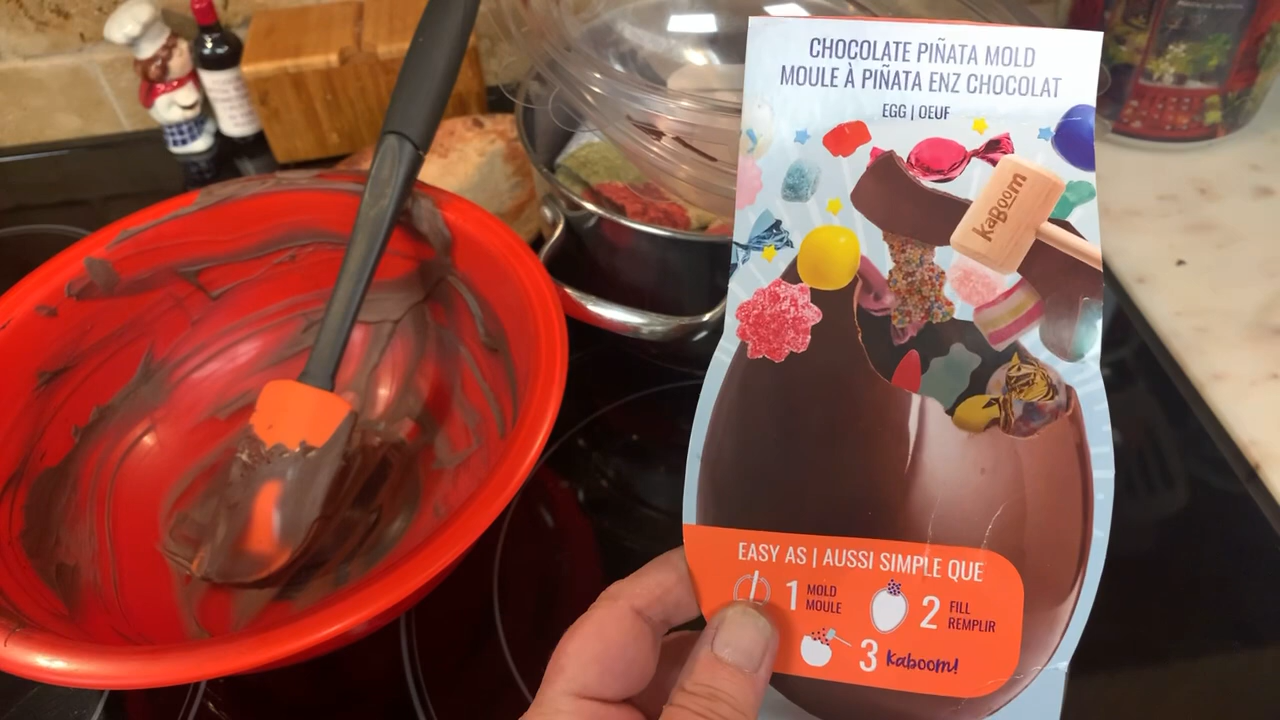 CHOCOLATE PIÑATA MOLD
MOULE À PIÑATA ENZ CHOCOLAT
EGG | OEUF
kaBoom
EASY AS | AUSSI SIMPLE QUE
1 MOLD
MOULE
2 FILL
REMPLIR
3 Kaboom!